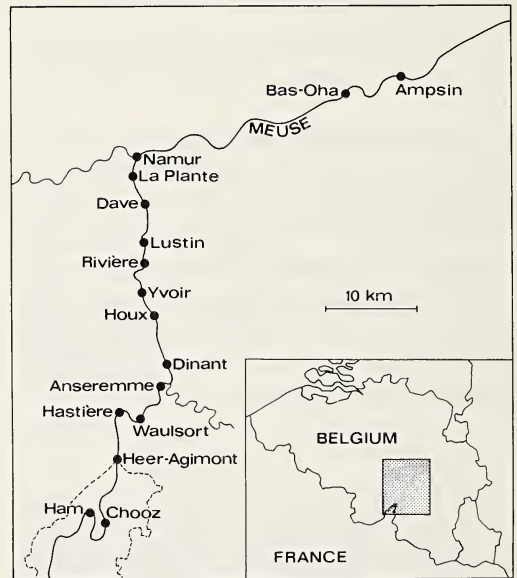 Bas-Oha
Ampsin
MEUSE
Namur
La Plante
Dave
Lustin
Rivière
Yvoir
10 km
Houx
Dinant
Anseremme
Hastière
Waulsort
BELGIUM
Heer-Agimont
Ham
Chooz
FRANCE